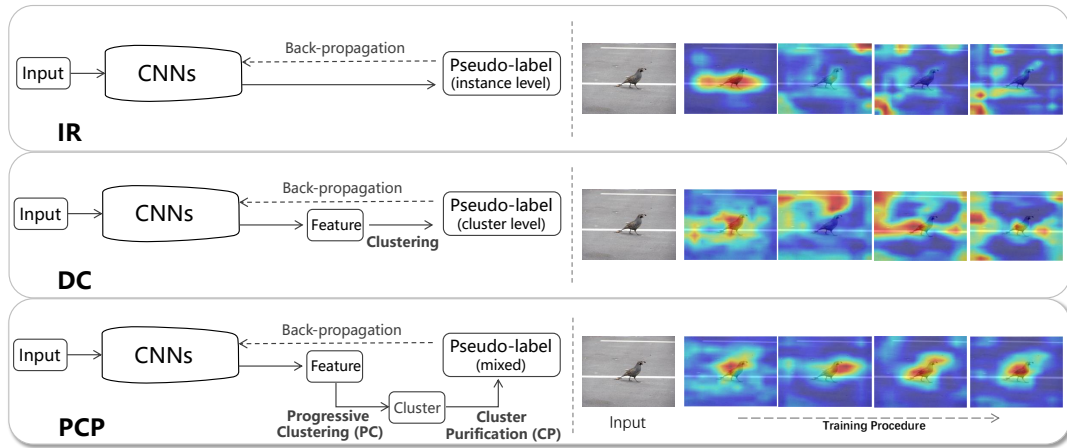 Back-propagation
Input
CNNs
Pseudo-label
(instance level)
IR
Back-propagation
Input
CNNs
Feature
Clustering
Pseudo-label
(cluster level)
DC
Back-propagation
Input
CNNs
Feature
Cluster
Pseudo-label
(mixed)
Progressive
Clustering (PC)
Cluster
Purification (CP)
PCP
Input
Training Procedure